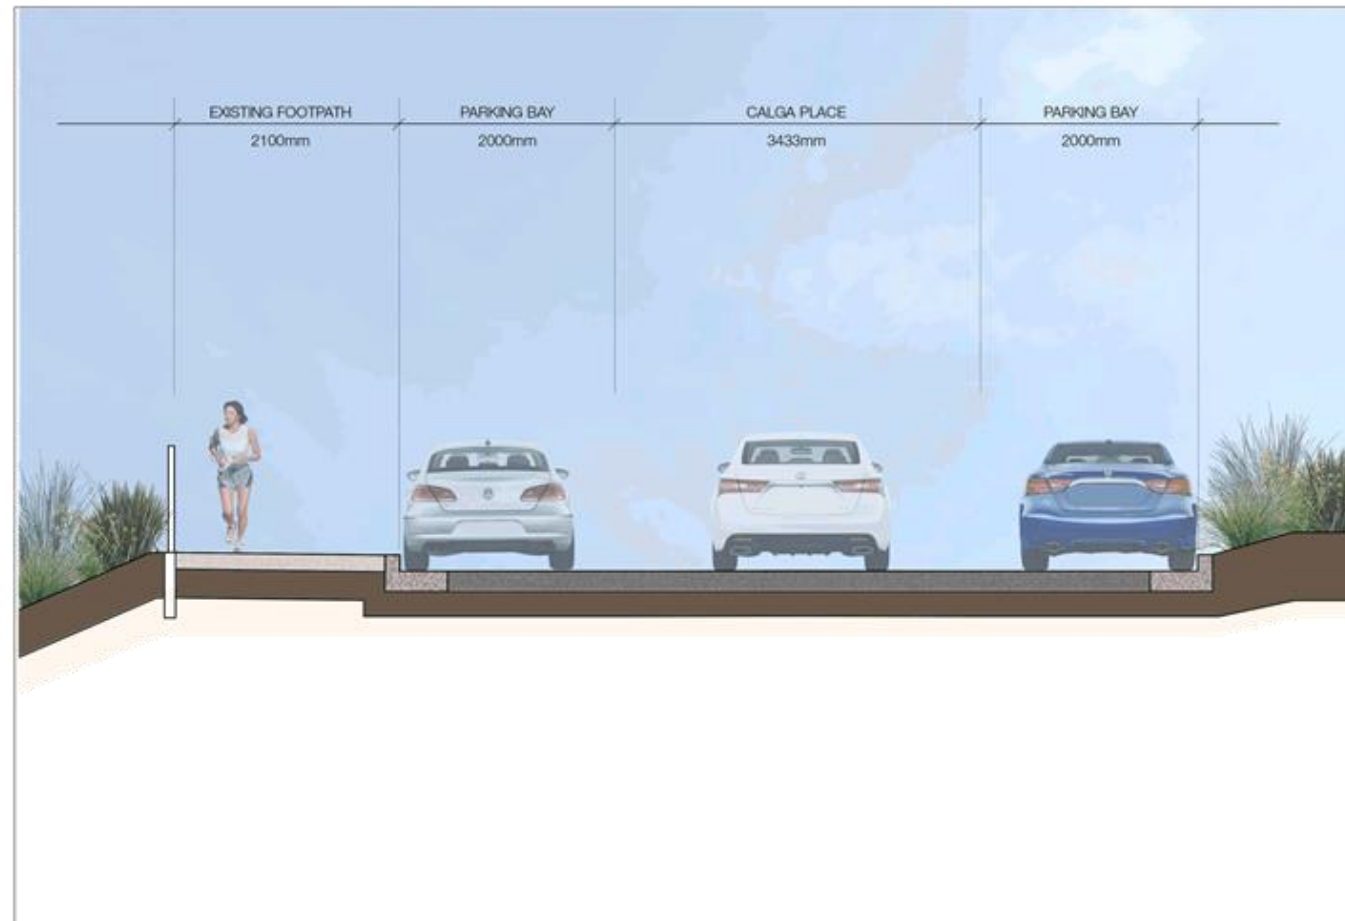 EXISTING FOOTPATH
2100mm
PARKING BAY
2000mm
CALGA PLACE
3433mm
PARKING BAY
2000mm